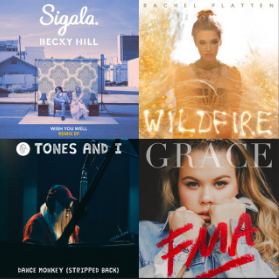 Sigala.
BECKY HILL
WISH YOU WELL
REMIX EP
RACHEL PLATTEN
WILDFIRE
TONES AND I
DANCE MONKEY (STRIPPED BACK)
GRACE
FMA